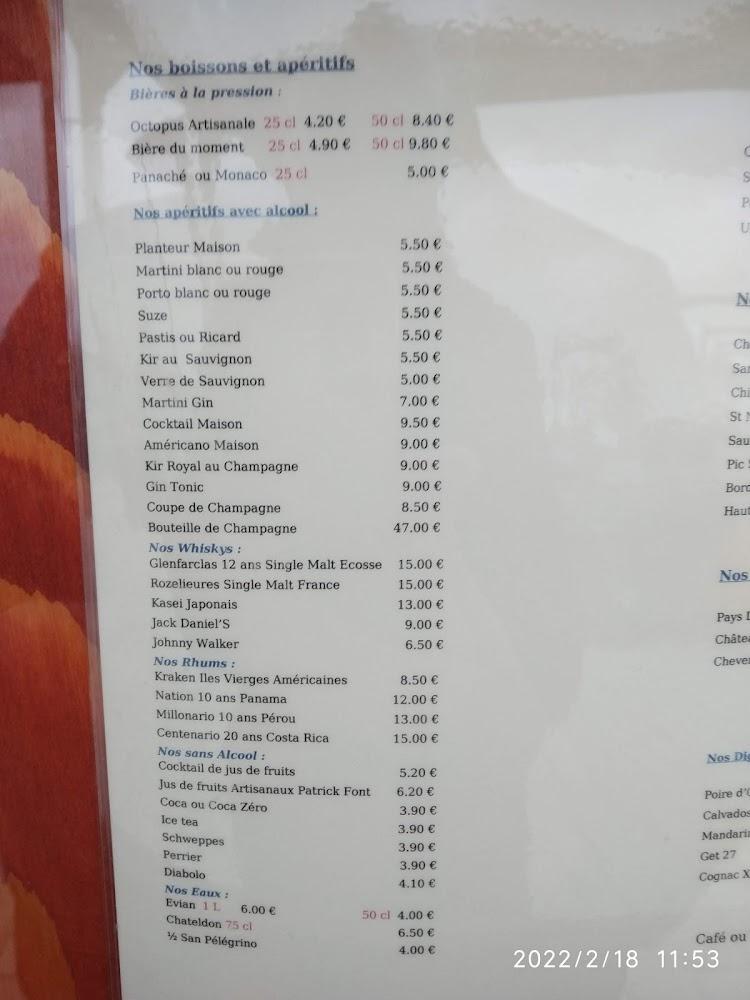 Nos boissons et apéritifs
Bières à la pression :
Octopus Artisanale 25 cl 4.20 € 50 cl 8.40 €
Bière du moment 25 cl 4.90 € 50 cl 9.80 €
Panaché ou Monaco 25 cl 5.00 €
Nos apéritifs avec alcool :
Planteur Maison 5.50 €
Martini blanc ou rouge 5.50 €
Porto blanc ou rouge 5.50 €
Suze 5.50 €
Pastis ou Ricard 5.50 €
Kir au Sauvignon 5.50 €
Verre de Sauvignon 5.00 €
Martini Gin 7.00 €
Cocktail Maison 9.50 €
Américano Maison 9.00 €
Kir Royal au Champagne 9.00 €
Gin Tonic 9.00 €
Coupe de Champagne 8.50 €
Bouteille de Champagne 47.00 €
Nos Whiskys :
Glenfarclas 12 ans Single Malt Ecosse 15.00 €
Rozelieures Single Malt France 15.00 €
Kasei Japonais 13.00 €
Jack Daniel'S 9.00 €
Johnny Walker 6.50 €
Nos Rhums :
Kraken Iles Vierges Américaines 8.50 €
Nation 10 ans Panama 12.00 €
Millonario 10 ans Pérou 13.00 €
Centenario 20 ans Costa Rica 15.00 €
Nos sans Alcool :
Cocktail de jus de fruits 5.20 €
Jus de fruits Artisanaux Patrick Font 6.20 €
Coca ou Coca Zéro 3.90 €
Ice tea 3.90 €
Schweppes 3.90 €
Perrier 3.90 €
Diabolo 4.10 €
Nos Eaux :
Evian 1 L 6.00 € 50 cl 4.00 €
Chateldon 75 cl 6.50 €
½ San Pélégrino 4.00 €
Ch
Sau
Pic
Bord
Haut
Nos
Pays
Cheve
Nos Di
Poire d'
Calvados
Mandari
Get 27
Cognac X
Café ou
2022/2/18 11:53